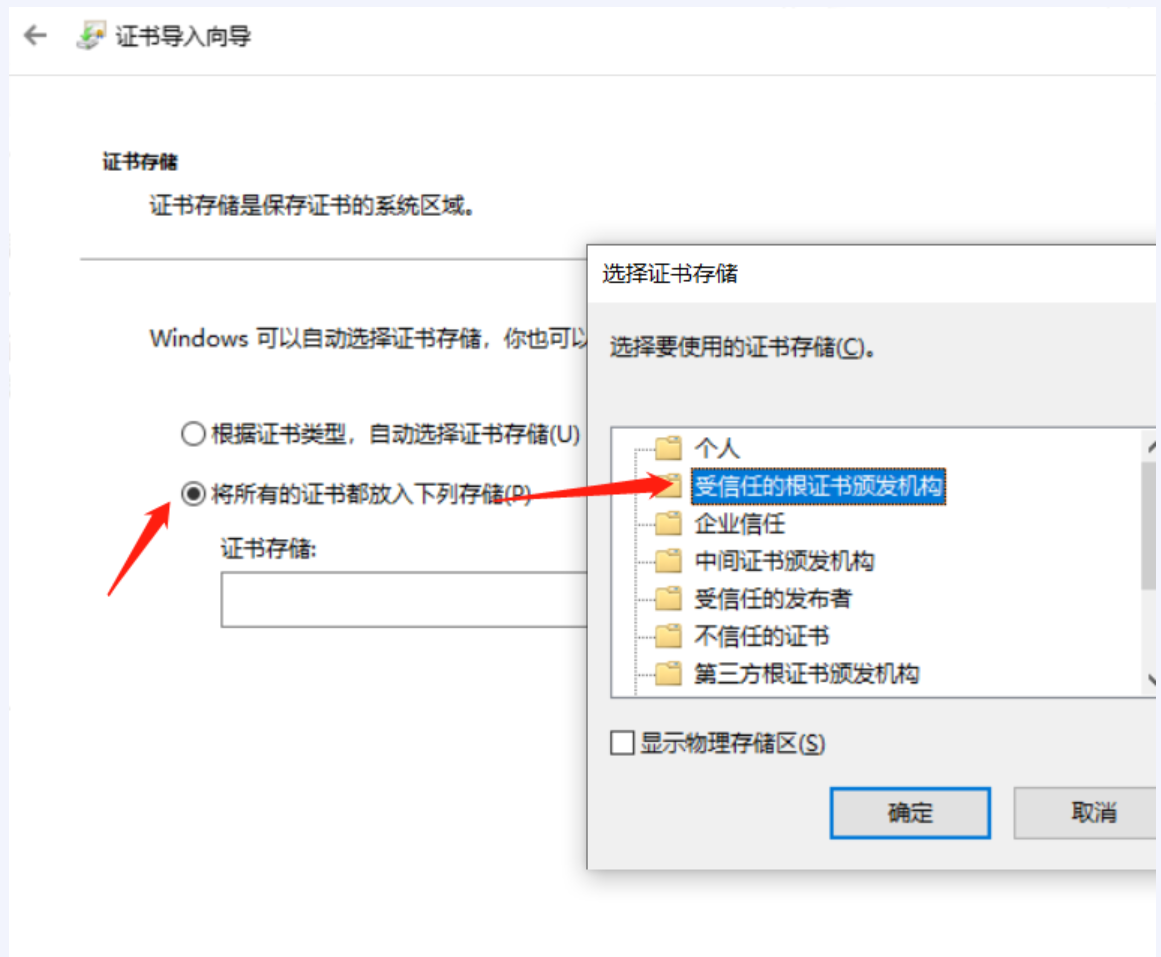 证书导入向导
证书存储
证书存储是保存证书的系统区域。
Windows 可以自动选择证书存储，你也可以
根据证书类型，自动选择证书存储(U)
将所有的证书都放入下列存储(P)
证书存储:
选择证书存储
选择要使用的证书存储(C)。
个人
受信任的根证书颁发机构
企业信任
中间证书颁发机构
受信任的发布者
不信任的证书
第三方根证书颁发机构
显示物理存储区(S)
确定
取消